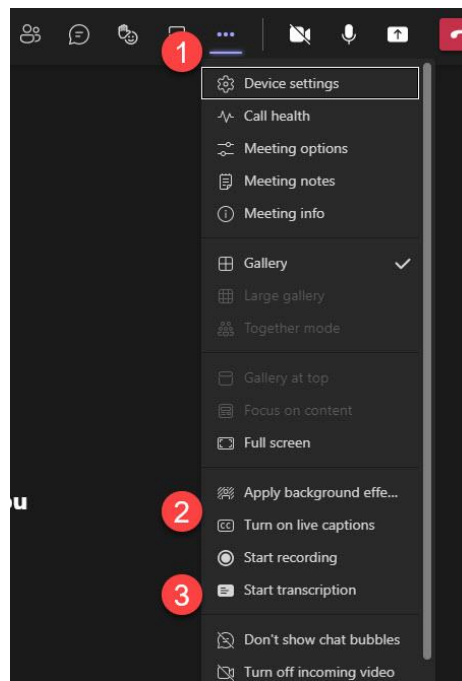 1
Device settings
Call health
Meeting options
Meeting notes
Meeting info
Gallery
Large gallery
Together mode
Gallery at top
Focus on content
Full screen
Apply background effe...
ou
2
Turn on live captions
Start recording
3
Start transcription
Don't show chat bubbles
Turn off incoming video